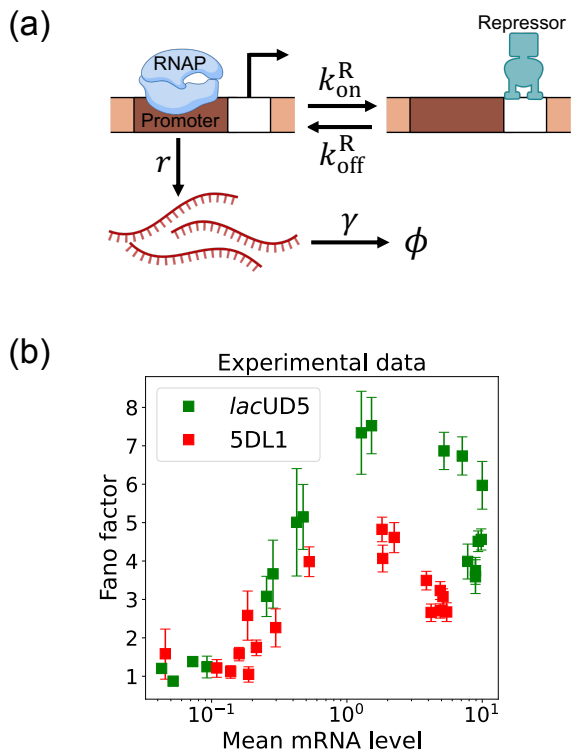 (a)
Repressor
RNAP
Promoter
k_on^R
k_off^R
r
γ
ϕ
(b)
Experimental data
lacUD5
5DL1
Fano factor
8
7
6
5
4
3
2
1
10^−1
10^0
10^1
Mean mRNA level